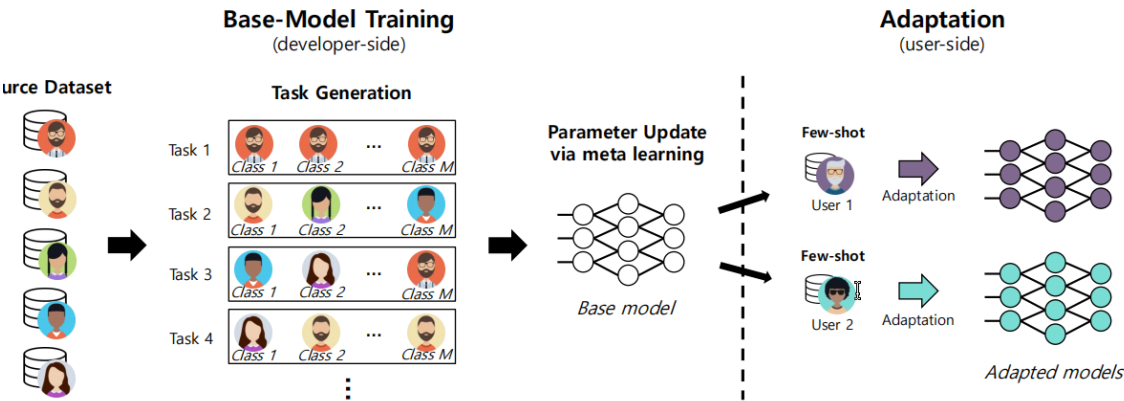 Base-Model Training
(developer-side)
Adaptation
(user-side)
urce Dataset
Task Generation
Task 1
Class 1
Class 2
...
Class M
Task 2
Class 1
Class 2
...
Class M
Task 3
Class 1
Class 2
...
Class M
Task 4
Class 1
Class 2
...
Class M
Parameter Update
via meta learning
Base model
Few-shot
User 1
Adaptation
Few-shot
User 2
Adaptation
Adapted models